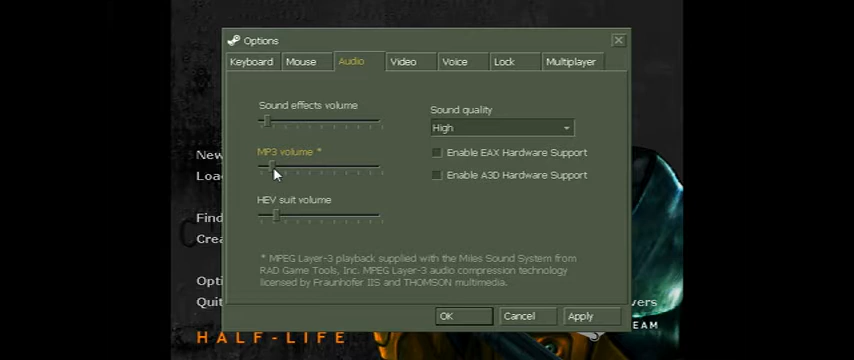 Options
Keyboard Mouse Audio Video Voice Lock Multiplayer
Sound effects volume
Sound quality
High
MP3 volume *
Enable EAX Hardware Support
Enable A3D Hardware Support
HEV suit volume
* MPEG Layer-3 playback supplied with the Miles Sound System from
RAD Game Tools, Inc. MPEG Layer-3 audio compression technology
licensed by Fraunhofer IIS and THOMSON multimedia.
OK Cancel Apply
New
Loa
Find
Crea
Opti
Quit
vers
EAM
HALF-LIFE